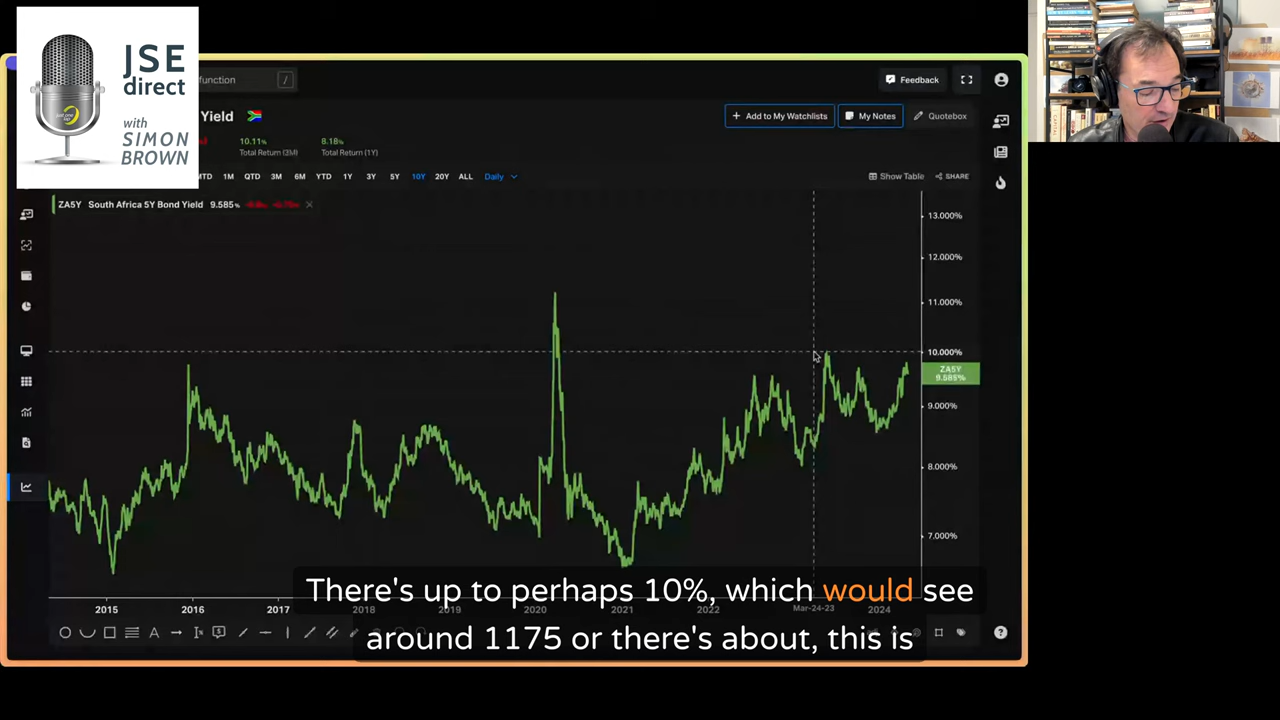 JSE
direct
with
SIMON
BROWN
function
/
Feedback
Yield
+ Add to My Watchlists
My Notes
Quotebox
10.11%
8.18%
Total Return (3M)
Total Return (1Y)
MTD 1M QTD 3M 6M YTD 1Y 3Y 5Y 10Y 20Y ALL Daily
Show Table
SHARE
ZA5Y South Africa 5Y Bond Yield 9.585%
13.000%
12.000%
11.000%
10.000%
ZA5Y
9.585%
9.000%
8.000%
7.000%
There's up to perhaps 10%, which would see
around 1175 or there's about, this is
2015 2016 2017 2018 2019 2020 2021 2022 Mar-24-23 2024
A
?